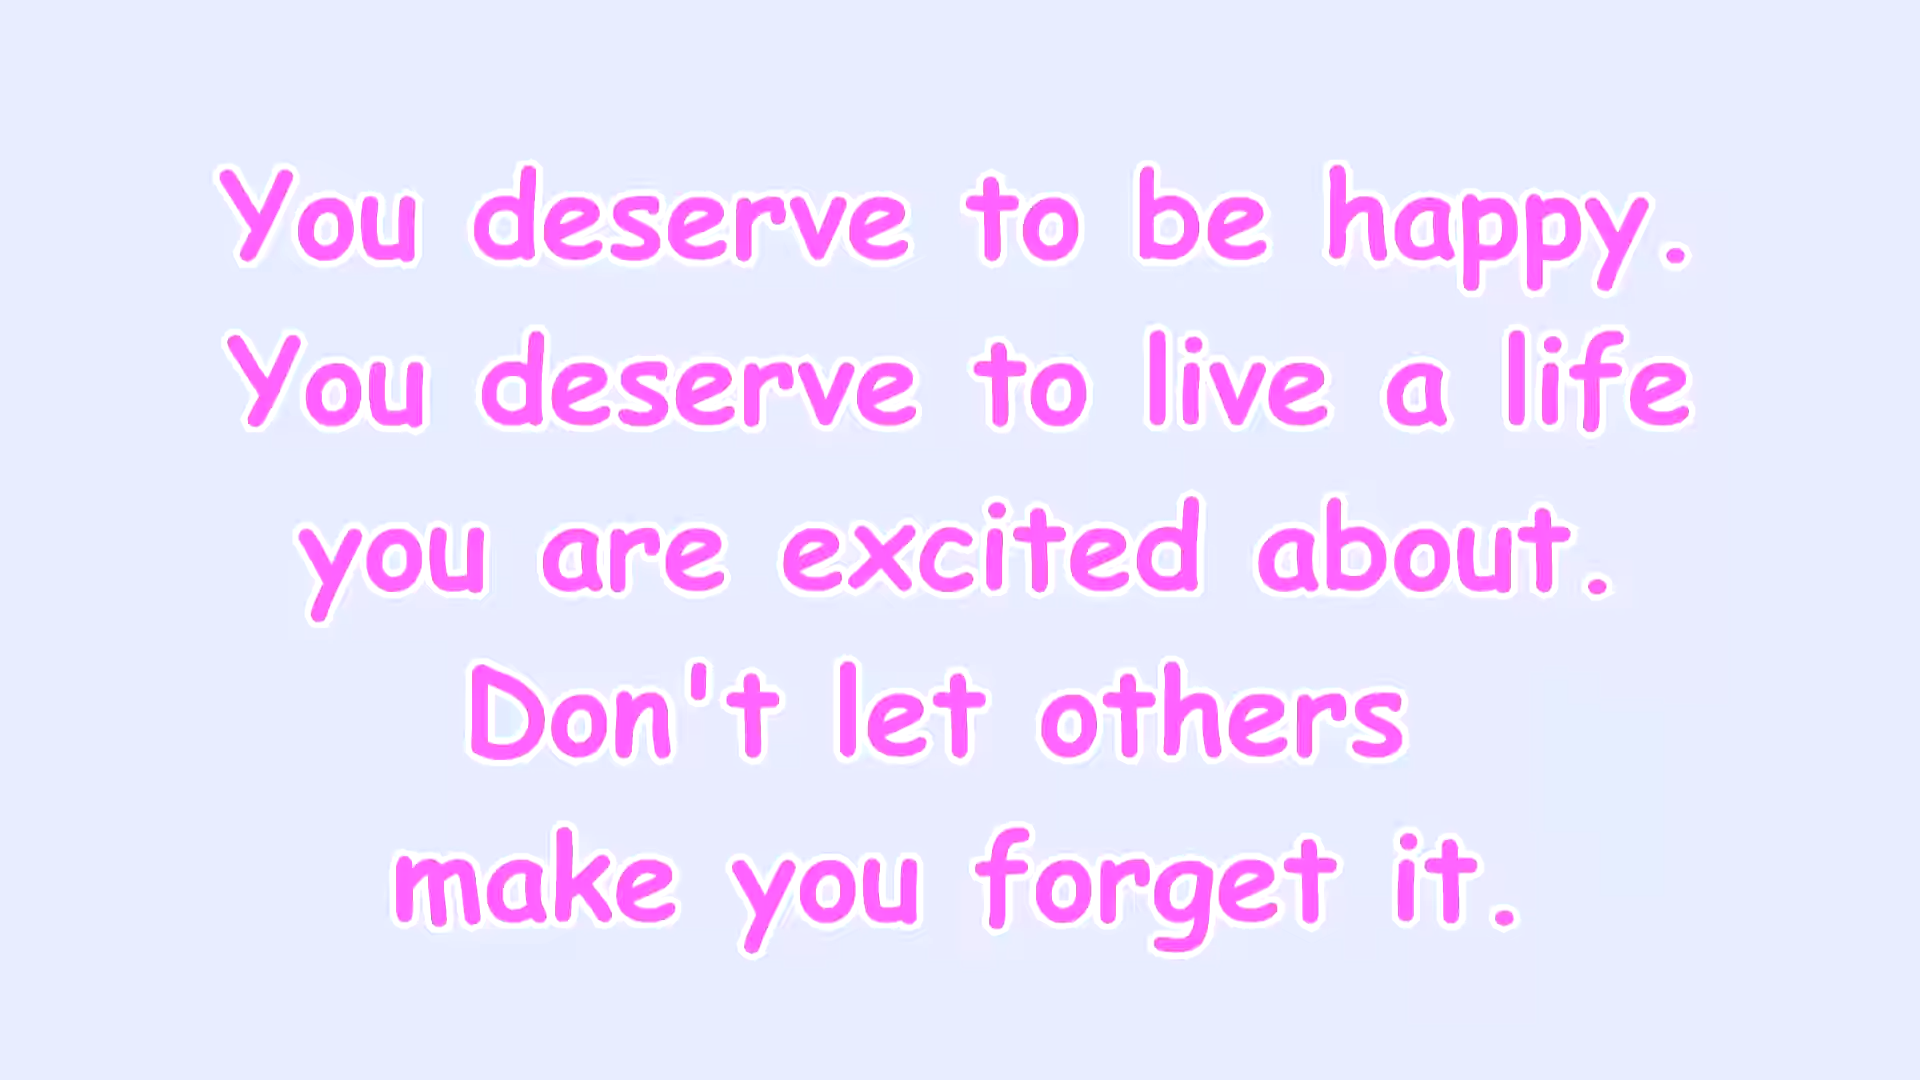 You deserve to be happy.
You deserve to live a life
you are excited about.
Don't let others
make you forget it.